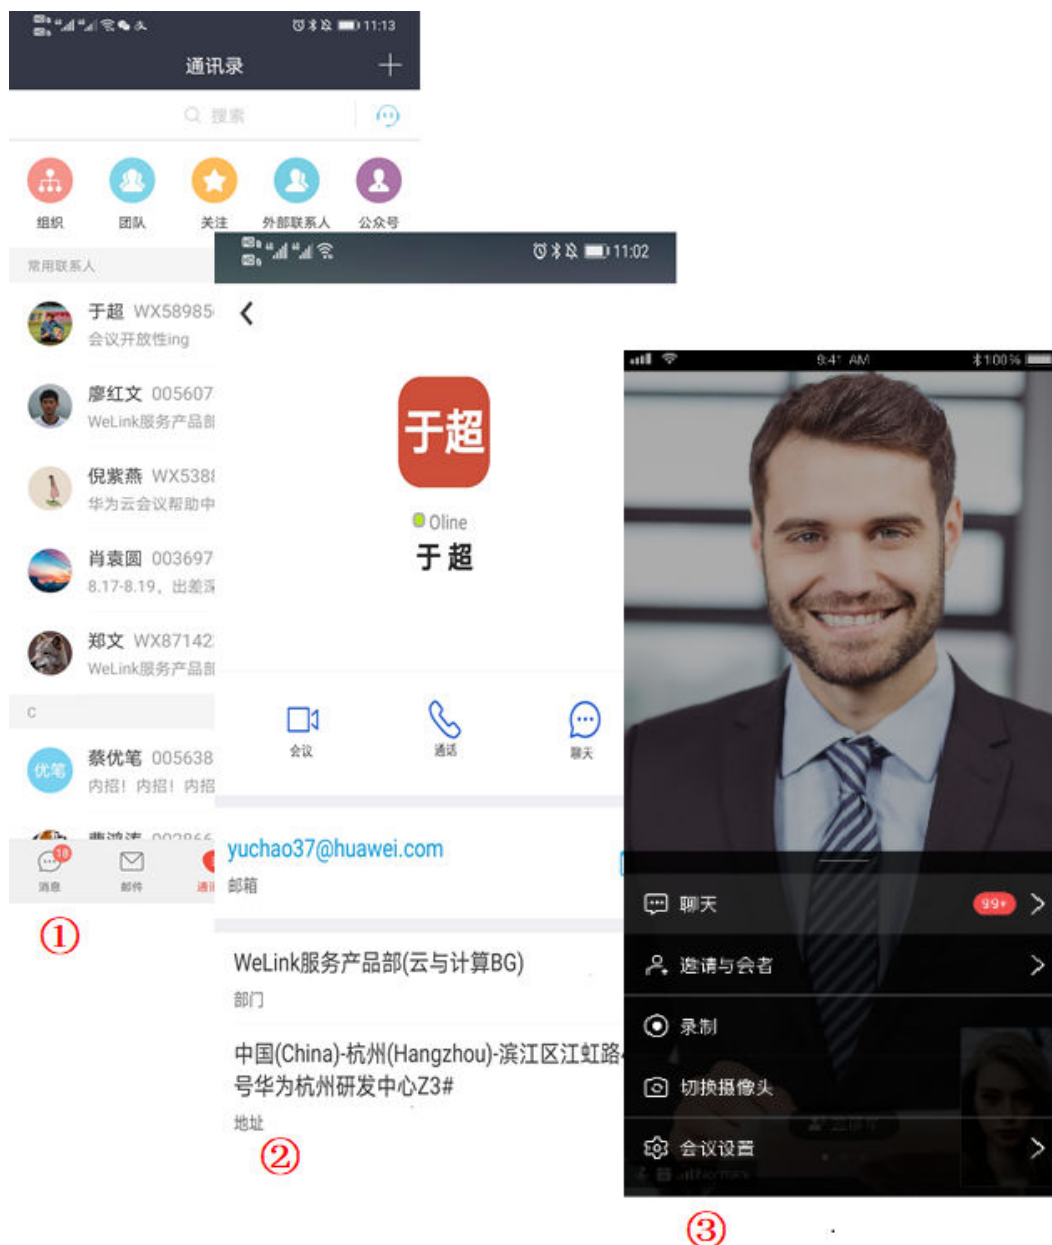 11:13
通讯录
搜索
组织 团队 关注 外部联系人 公众号
常用联系人
于超 WX58985
会议开放性ing
廖红文 005607
WeLink服务产品部
倪紫燕 WX538
华为云会议帮助中
肖袁圆 003697
8.17-8.19，出差深
郑文 WX87142
WeLink服务产品部
C
优笔
蔡优笔 005638
内招！内招！内招
18
消息 邮件
①
11:02
于超
Oline
于 超
会议 通话 聊天
yuchao37@huawei.com
邮箱
WeLink服务产品部(云与计算BG)
部门
中国(China)-杭州(Hangzhou)-滨江区江虹路
号华为杭州研发中心Z3#
地址
②
9:41 AM 100%
聊天 99+
邀请与会者
录制
切换摄像头
会议设置
③